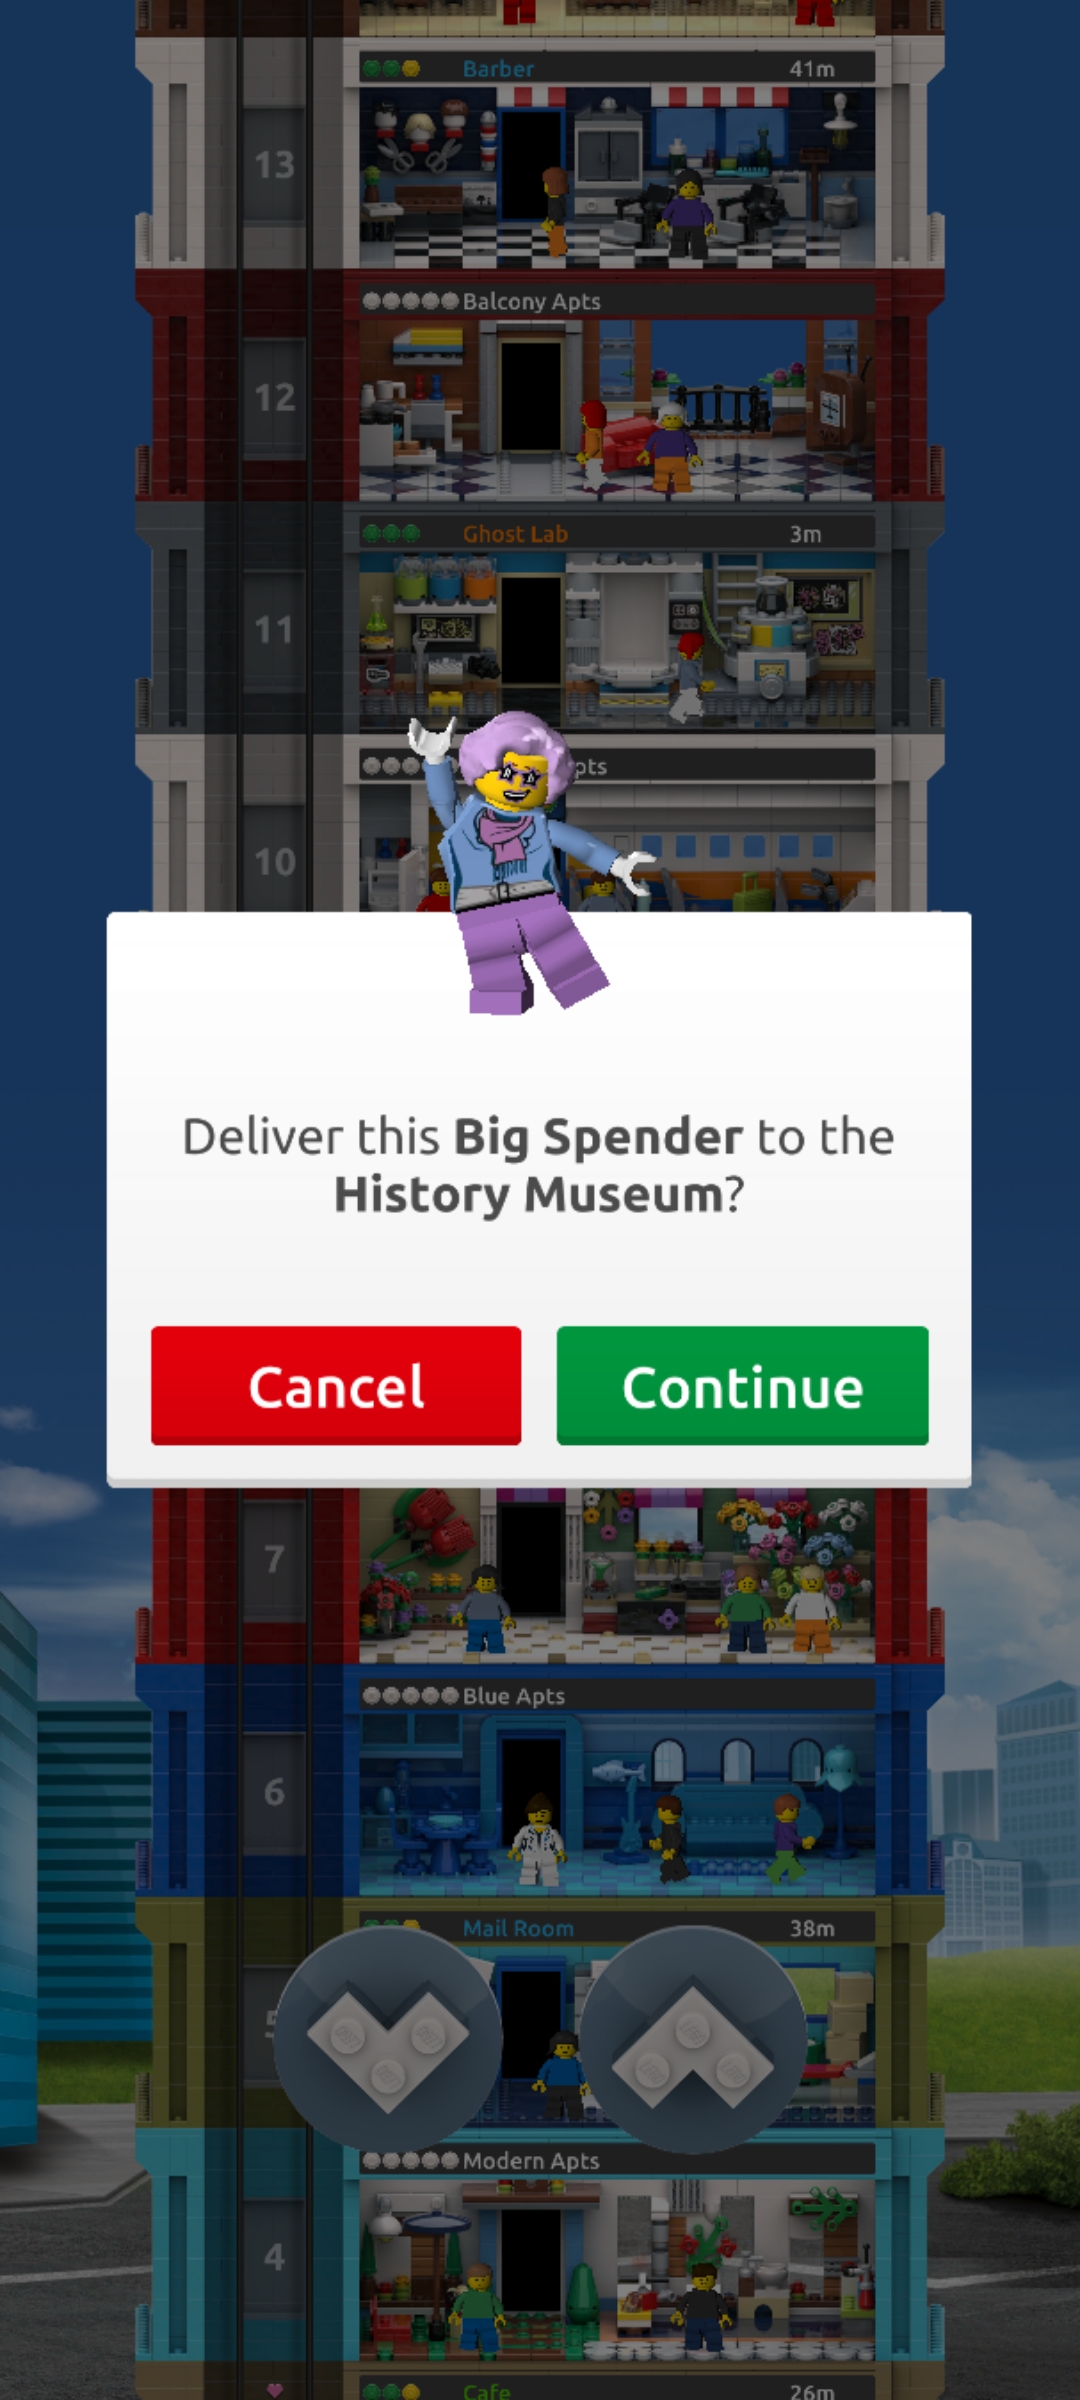 Barber 41m
13
Balcony Apts
12
Ghost Lab 3m
11
pts
10
Deliver this Big Spender to the
History Museum?
Cancel Continue
7
Blue Apts
6
Mail Room 38m
5
Modern Apts
4
Cafe 26m